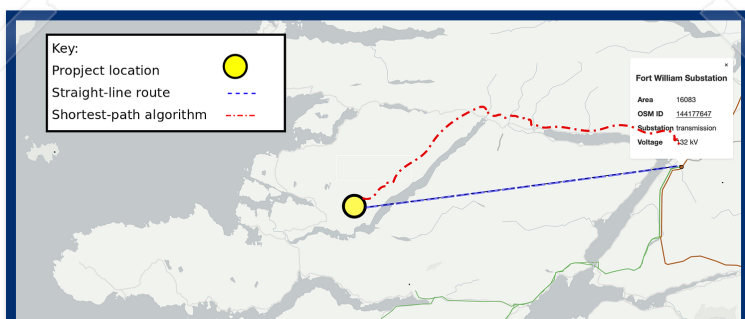 Key:
Propject location
Straight-line route
Shortest-path algorithm
×
Fort William Substation
Area 16083
OSM ID 144177647
Substation transmission
Voltage 132 kV